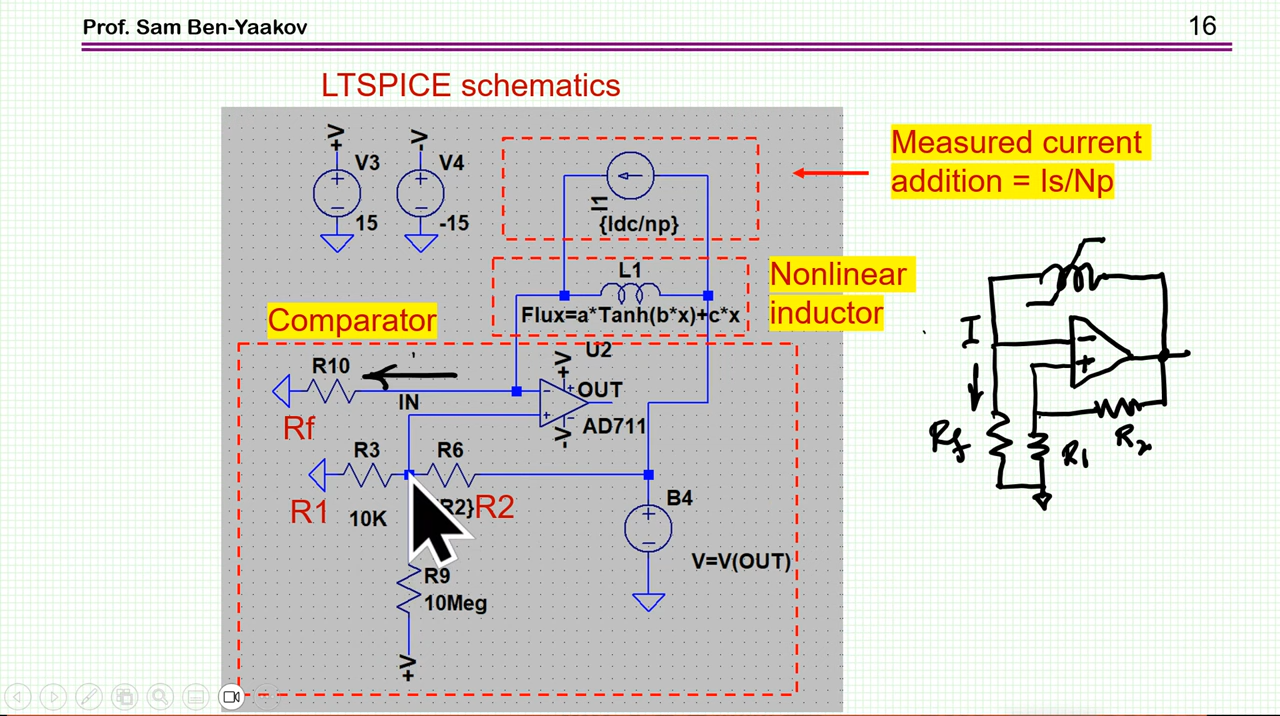 Prof. Sam Ben-Yaakov
16
LTSPICE schematics
+V
V3
15
-V
V4
-15
I1
{Idc/np}
Measured current
addition = Is/Np
L1
Flux=a*Tanh(b*x)+c*x
Nonlinear
inductor
Comparator
U2
+V
OUT
AD711
-V
R10
IN
Rf
R3
R1
10K
R6
R2}
R2
B4
V=V(OUT)
R9
10Meg
+V
I
Rf
R1
R2